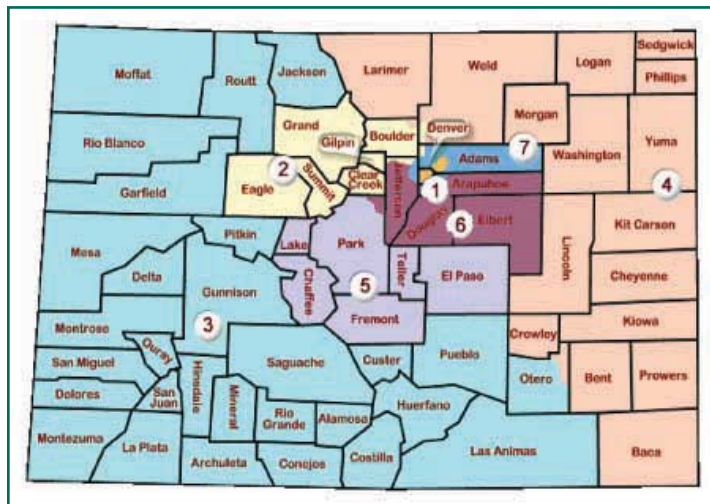 Moffat
Routt
Jackson
Larimer
Weld
Logan
Sedgwick
Phillips
Morgan
Grand
Boulder
Denver
Gilpin
Rio Blanco
Adams
7
Washington
Yuma
4
2
Summit
Clear
Creek
Jefferson
1
Arapahoe
Eagle
Garfield
Douglas
6
Elbert
Kit Carson
Pitkin
Lake
Park
Mesa
Delta
Teller
Lincoln
Cheyenne
Gunnison
Chaffee
5
El Paso
Montrose
3
Fremont
Kiowa
Crowley
Ouray
San Miguel
Saguache
Custer
Pueblo
Otero
Bent
Prowers
Dolores
San
Juan
Hinsdale
Mineral
Rio
Grande
Alamosa
Huerfano
Montezuma
La Plata
Archuleta
Conejos
Costilla
Las Animas
Baca